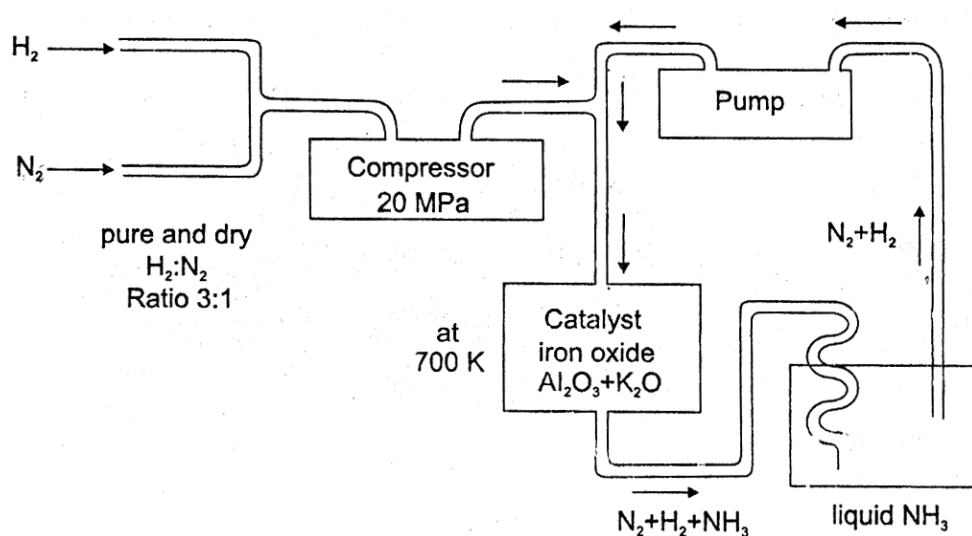 H₂
N₂
pure and dry
H₂:N₂
Ratio 3:1
Compressor
20 MPa
Pump
N₂+H₂
at
700 K
Catalyst
iron oxide
Al₂O₃+K₂O
N₂+H₂+NH₃
liquid NH₃